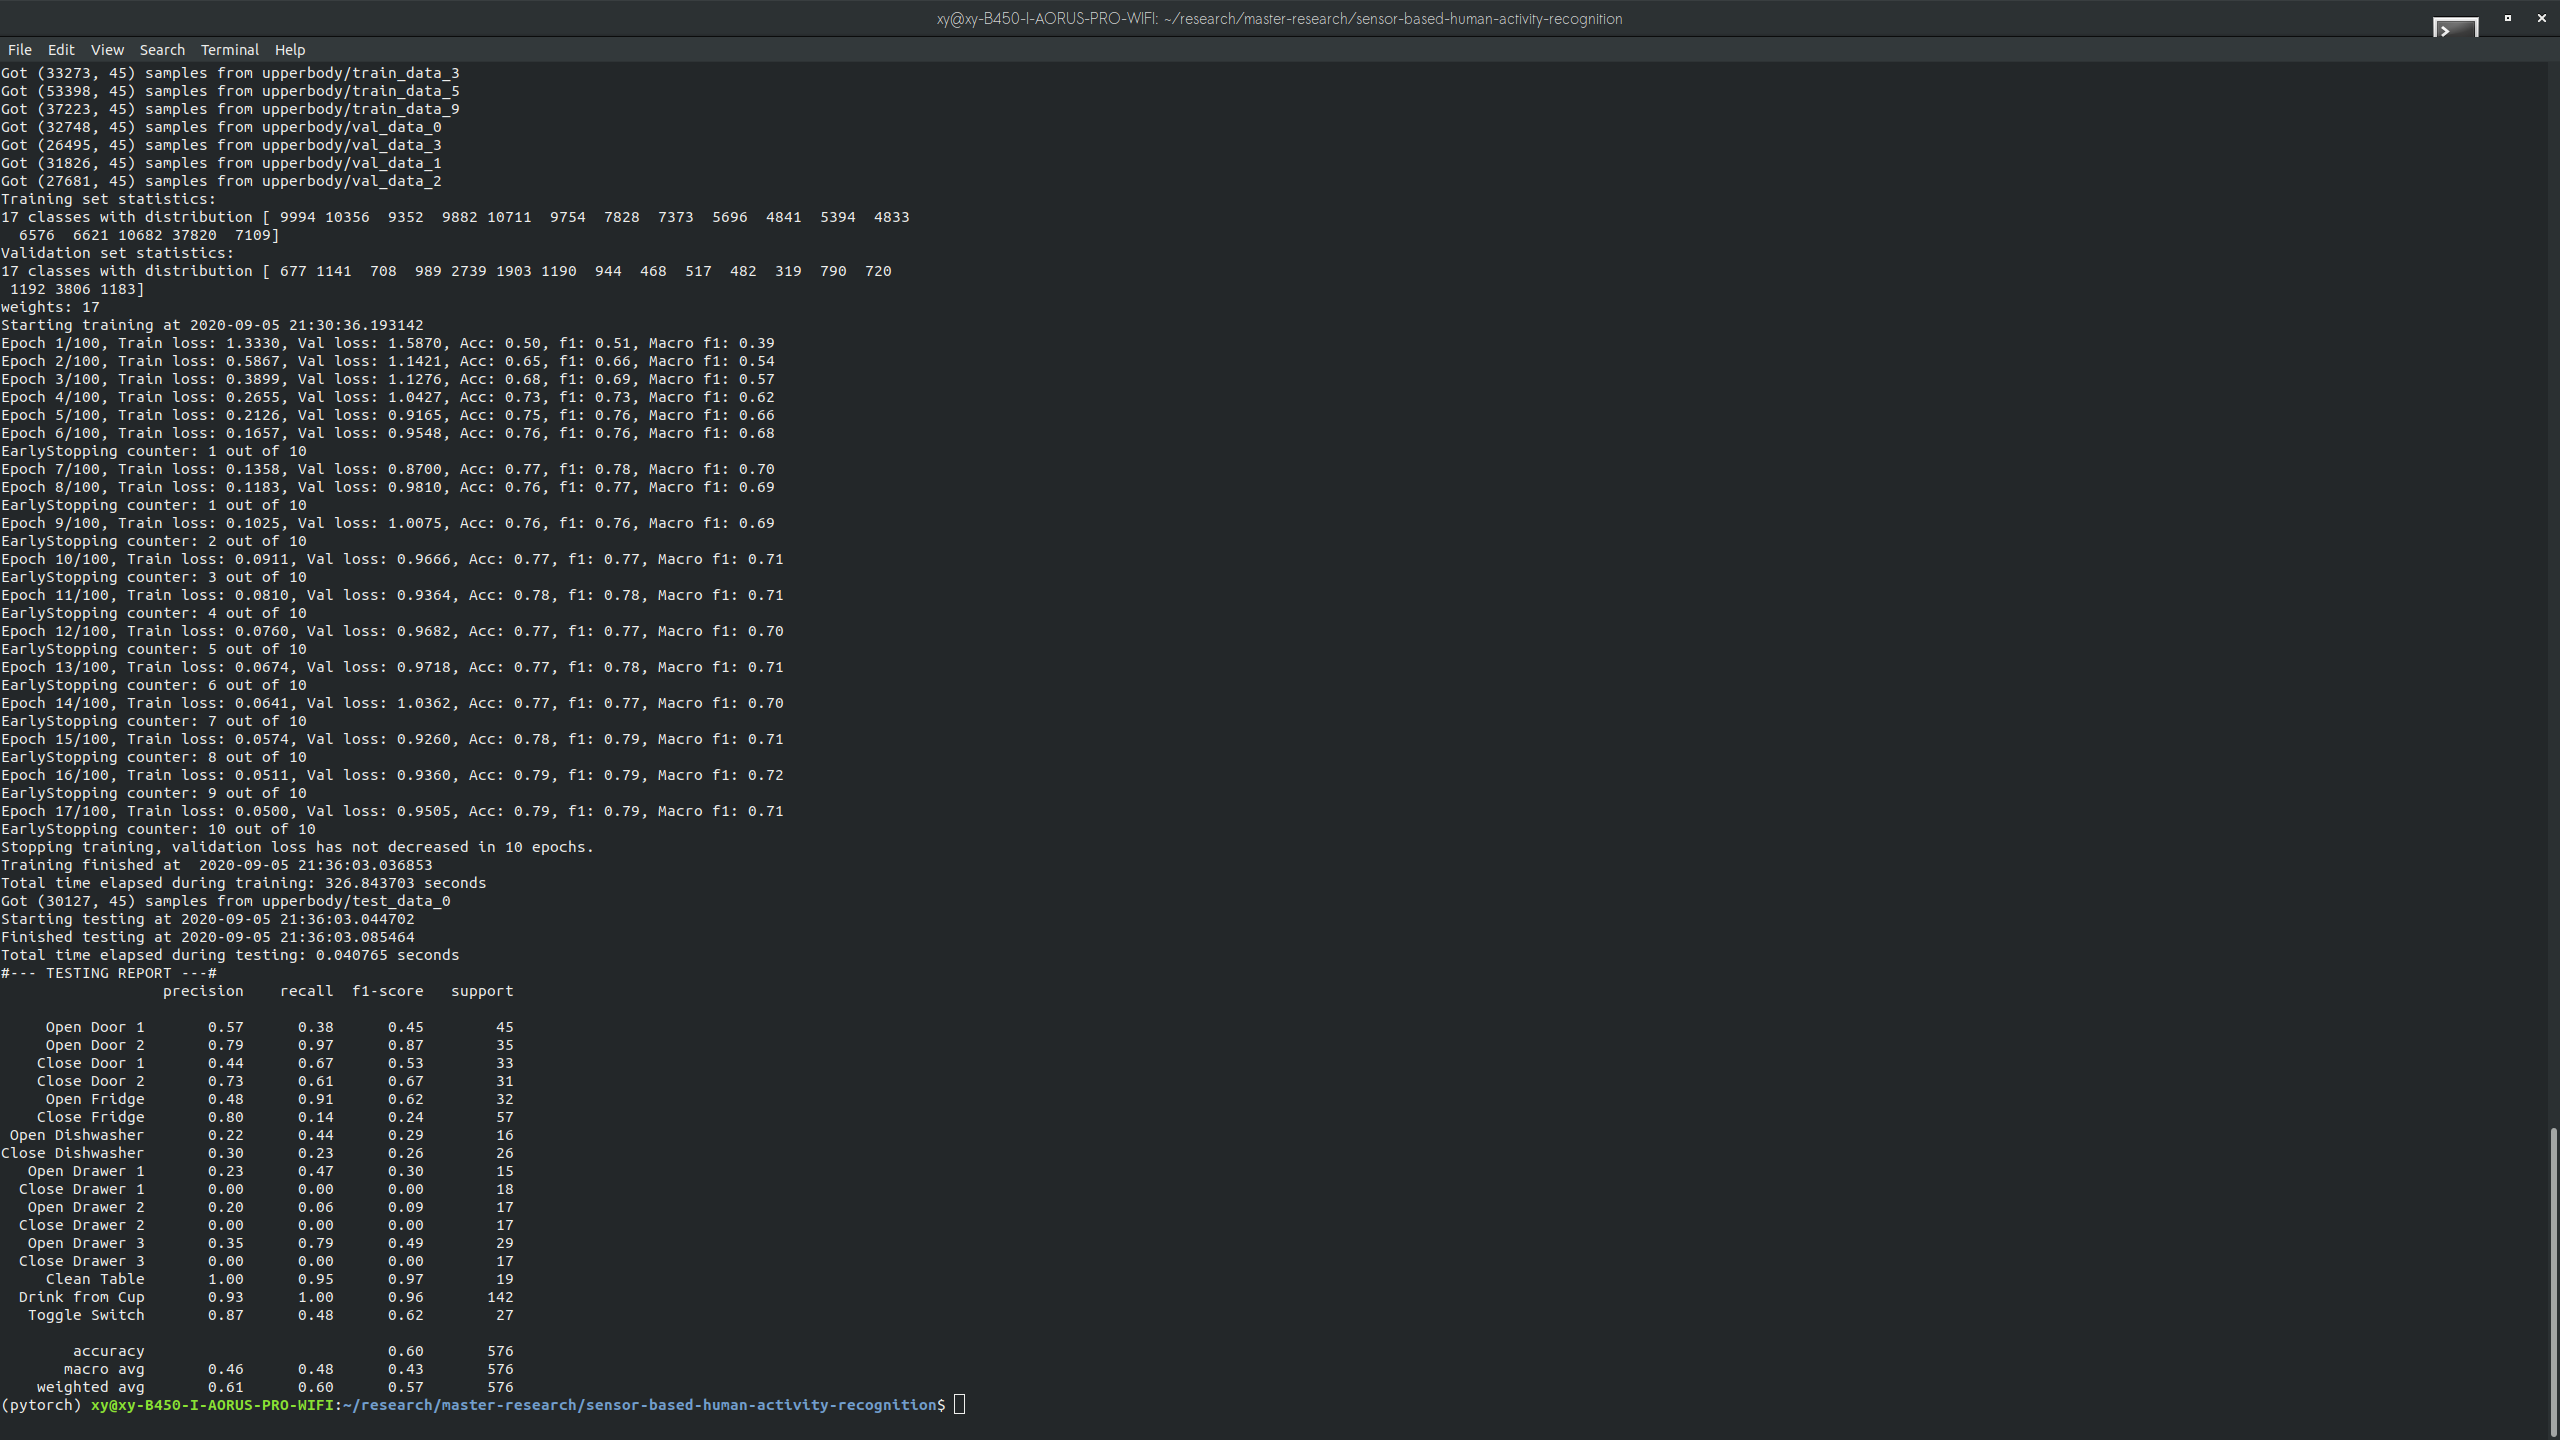 xy@xy-B450-I-AORUS-PRO-WIFI: ~/research/master-research/sensor-based-human-activity-recognition
File Edit View Search Terminal Help
Got (33273, 45) samples from upperbody/train_data_3
Got (53398, 45) samples from upperbody/train_data_5
Got (37223, 45) samples from upperbody/train_data_9
Got (32748, 45) samples from upperbody/val_data_0
Got (26495, 45) samples from upperbody/val_data_3
Got (31826, 45) samples from upperbody/val_data_1
Got (27681, 45) samples from upperbody/val_data_2
Training set statistics:
17 classes with distribution [ 9994 10356  9352  9882 10711  9754  7828  7373  5696  4841  5394  4833
  6576  6621 10682 37820  7109]
Validation set statistics:
17 classes with distribution [ 677 1141  708  989 2739 1903 1190  944  468  517  482  319  790  720
 1192 3806 1183]
weights: 17
Starting training at 2020-09-05 21:30:36.193142
Epoch 1/100, Train loss: 1.3330, Val loss: 1.5870, Acc: 0.50, f1: 0.51, Macro f1: 0.39
Epoch 2/100, Train loss: 0.5867, Val loss: 1.1421, Acc: 0.65, f1: 0.66, Macro f1: 0.54
Epoch 3/100, Train loss: 0.3899, Val loss: 1.1276, Acc: 0.68, f1: 0.69, Macro f1: 0.57
Epoch 4/100, Train loss: 0.2655, Val loss: 1.0427, Acc: 0.73, f1: 0.73, Macro f1: 0.62
Epoch 5/100, Train loss: 0.2126, Val loss: 0.9165, Acc: 0.75, f1: 0.76, Macro f1: 0.66
Epoch 6/100, Train loss: 0.1657, Val loss: 0.9548, Acc: 0.76, f1: 0.76, Macro f1: 0.68
EarlyStopping counter: 1 out of 10
Epoch 7/100, Train loss: 0.1358, Val loss: 0.8700, Acc: 0.77, f1: 0.78, Macro f1: 0.70
Epoch 8/100, Train loss: 0.1183, Val loss: 0.9810, Acc: 0.76, f1: 0.77, Macro f1: 0.69
EarlyStopping counter: 1 out of 10
Epoch 9/100, Train loss: 0.1025, Val loss: 1.0075, Acc: 0.76, f1: 0.76, Macro f1: 0.69
EarlyStopping counter: 2 out of 10
Epoch 10/100, Train loss: 0.0911, Val loss: 0.9666, Acc: 0.77, f1: 0.77, Macro f1: 0.71
EarlyStopping counter: 3 out of 10
Epoch 11/100, Train loss: 0.0810, Val loss: 0.9364, Acc: 0.78, f1: 0.78, Macro f1: 0.71
EarlyStopping counter: 4 out of 10
Epoch 12/100, Train loss: 0.0760, Val loss: 0.9682, Acc: 0.77, f1: 0.77, Macro f1: 0.70
EarlyStopping counter: 5 out of 10
Epoch 13/100, Train loss: 0.0674, Val loss: 0.9718, Acc: 0.77, f1: 0.78, Macro f1: 0.71
EarlyStopping counter: 6 out of 10
Epoch 14/100, Train loss: 0.0641, Val loss: 1.0362, Acc: 0.77, f1: 0.77, Macro f1: 0.70
EarlyStopping counter: 7 out of 10
Epoch 15/100, Train loss: 0.0574, Val loss: 0.9260, Acc: 0.78, f1: 0.79, Macro f1: 0.71
EarlyStopping counter: 8 out of 10
Epoch 16/100, Train loss: 0.0511, Val loss: 0.9360, Acc: 0.79, f1: 0.79, Macro f1: 0.72
EarlyStopping counter: 9 out of 10
Epoch 17/100, Train loss: 0.0500, Val loss: 0.9505, Acc: 0.79, f1: 0.79, Macro f1: 0.71
EarlyStopping counter: 10 out of 10
Stopping training, validation loss has not decreased in 10 epochs.
Training finished at  2020-09-05 21:36:03.036853
Total time elapsed during training: 326.843703 seconds
Got (30127, 45) samples from upperbody/test_data_0
Starting testing at 2020-09-05 21:36:03.044702
Finished testing at 2020-09-05 21:36:03.085464
Total time elapsed during testing: 0.040765 seconds
#--- TESTING REPORT ---#
precision    recall  f1-score   support
Open Door 1       0.57      0.38      0.45        45
Open Door 2       0.79      0.97      0.87        35
Close Door 1       0.44      0.67      0.53        33
Close Door 2       0.73      0.61      0.67        31
Open Fridge       0.48      0.91      0.62        32
Close Fridge       0.80      0.14      0.24        57
Open Dishwasher       0.22      0.44      0.29        16
Close Dishwasher       0.30      0.23      0.26        26
Open Drawer 1       0.23      0.47      0.30        15
Close Drawer 1       0.00      0.00      0.00        18
Open Drawer 2       0.20      0.06      0.09        17
Close Drawer 2       0.00      0.00      0.00        17
Open Drawer 3       0.35      0.79      0.49        29
Close Drawer 3       0.00      0.00      0.00        17
Clean Table       1.00      0.95      0.97        19
Drink from Cup       0.93      1.00      0.96       142
Toggle Switch       0.87      0.48      0.62        27
accuracy                           0.60       576
macro avg       0.46      0.48      0.43       576
weighted avg       0.61      0.60      0.57       576
(pytorch) xy@xy-B450-I-AORUS-PRO-WIFI:~/research/master-research/sensor-based-human-activity-recognition$